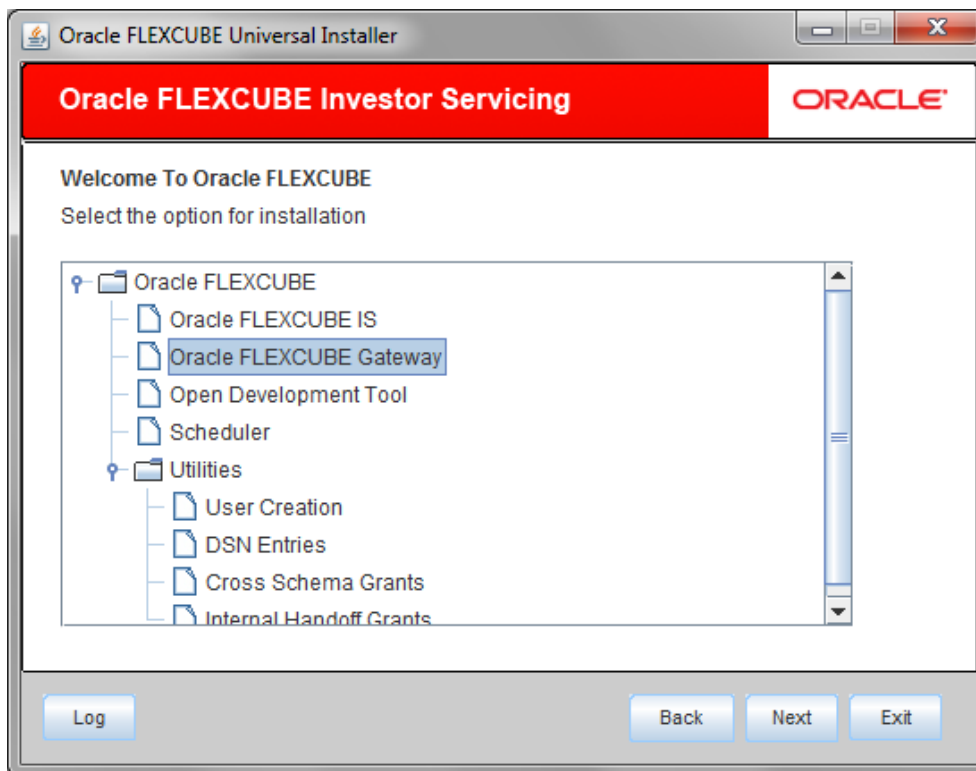 Oracle FLEXCUBE Universal Installer
Oracle FLEXCUBE Investor Servicing
ORACLE
Welcome To Oracle FLEXCUBE
Select the option for installation
Oracle FLEXCUBE
Oracle FLEXCUBE IS
Oracle FLEXCUBE Gateway
Open Development Tool
Scheduler
Utilities
User Creation
DSN Entries
Cross Schema Grants
Internal Handoff Grants
Log
Back
Next
Exit